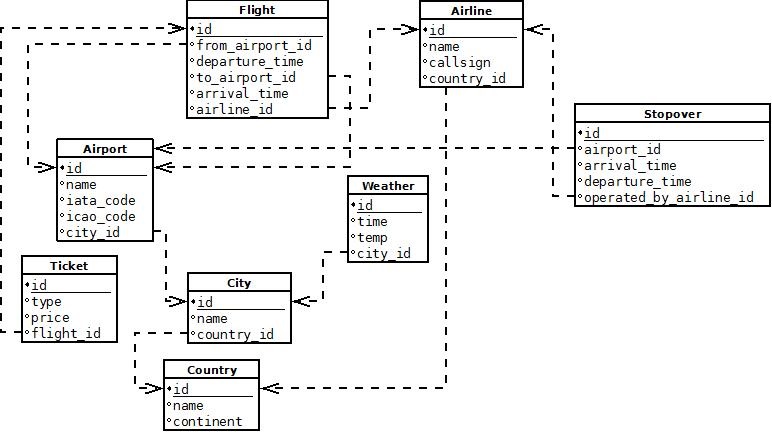 Flight
id
from_airport_id
departure_time
to_airport_id
arrival_time
airline_id
Airline
id
name
callsign
country_id
Stopover
id
airport_id
arrival_time
departure_time
operated_by_airline_id
Airport
id
name
iata_code
icao_code
city_id
Weather
id
time
temp
city_id
Ticket
id
type
price
flight_id
City
id
name
country_id
Country
id
name
continent